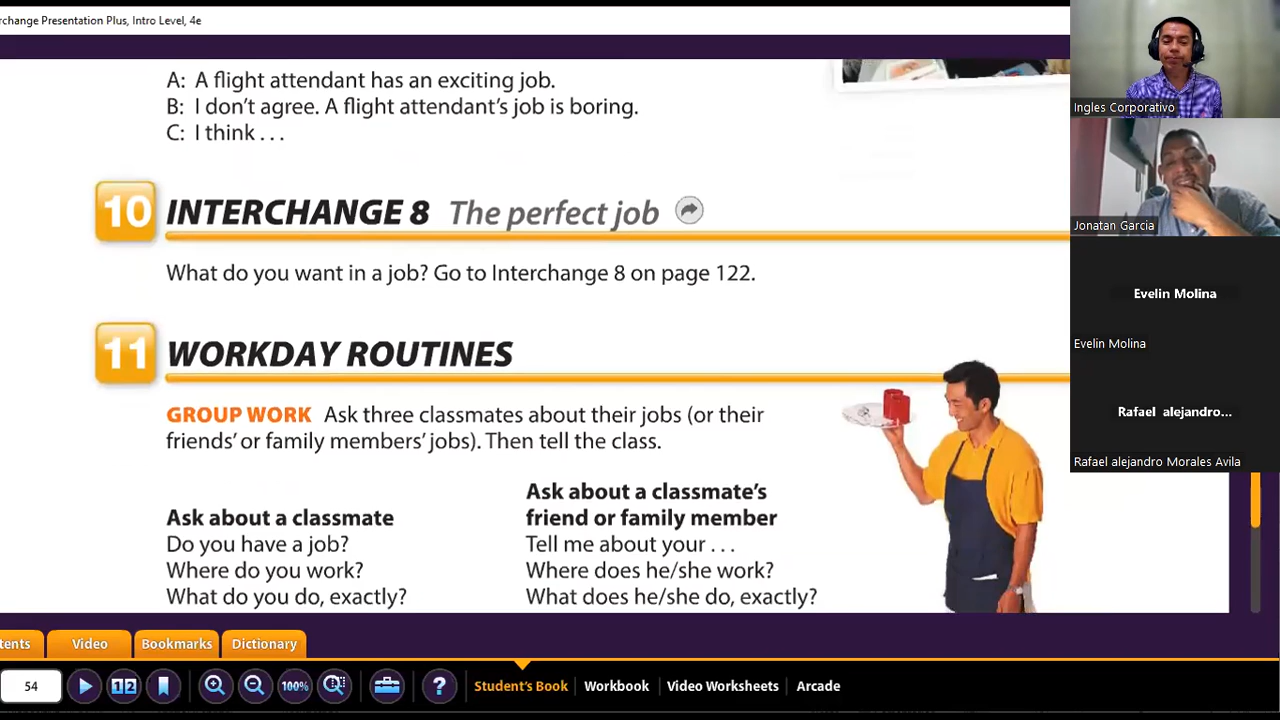 rchange Presentation Plus, Intro Level, 4e
A: A flight attendant has an exciting job.
B: I don't agree. A flight attendant's job is boring.
C: I think . . .
10 INTERCHANGE 8 The perfect job
What do you want in a job? Go to Interchange 8 on page 122.
11 WORKDAY ROUTINES
GROUP WORK Ask three classmates about their jobs (or their
friends' or family members' jobs). Then tell the class.
Ask about a classmate
Do you have a job?
Where do you work?
What do you do, exactly?
Ask about a classmate's
friend or family member
Tell me about your . . .
Where does he/she work?
What does he/she do, exactly?
Ingles Corporativo
Jonatan Garcia
Evelin Molina
Evelin Molina
Rafael alejandro...
Rafael alejandro Morales Avila
tents Video Bookmarks Dictionary
54 12 100% ? Student's Book Workbook Video Worksheets Arcade